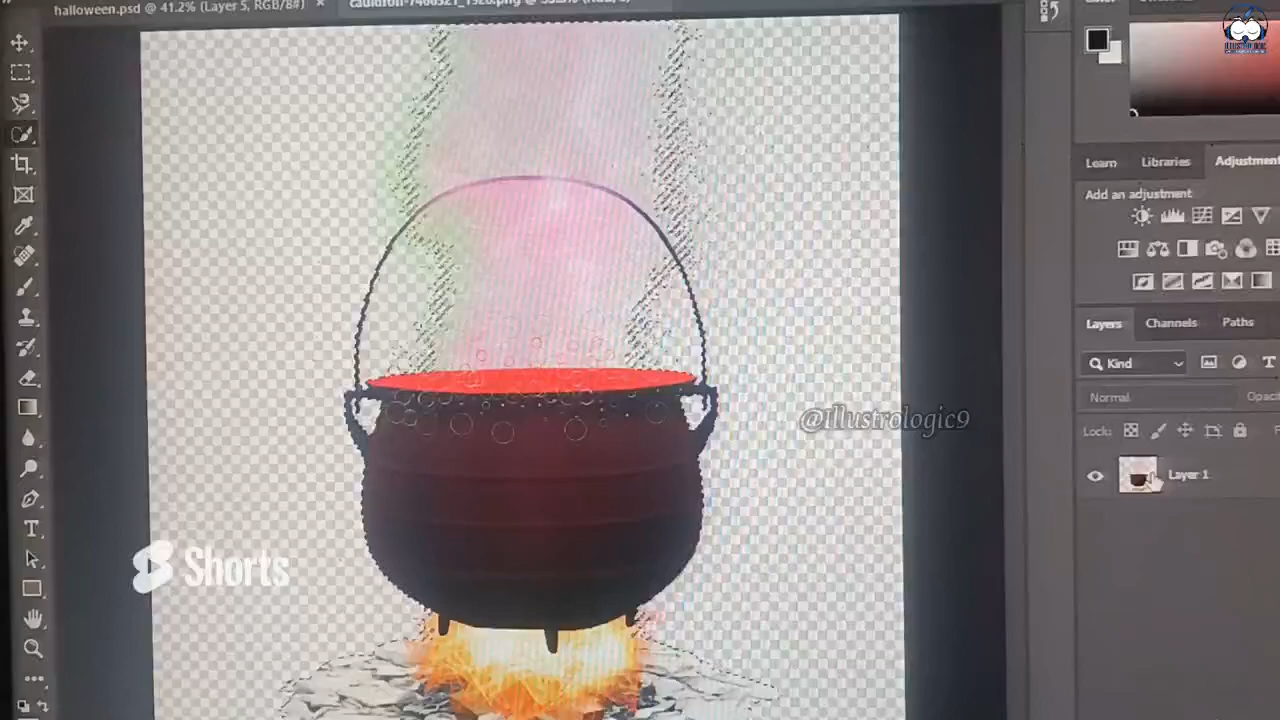 halloween.psd @ 41.2% (Layer 5, RGB/8#)
Learn
Libraries
Adjustment
Add an adjustment
Layers
Channels
Paths
Kind
Normal
Opac
Lock:
Layer 1
@illustrologic9
Shorts